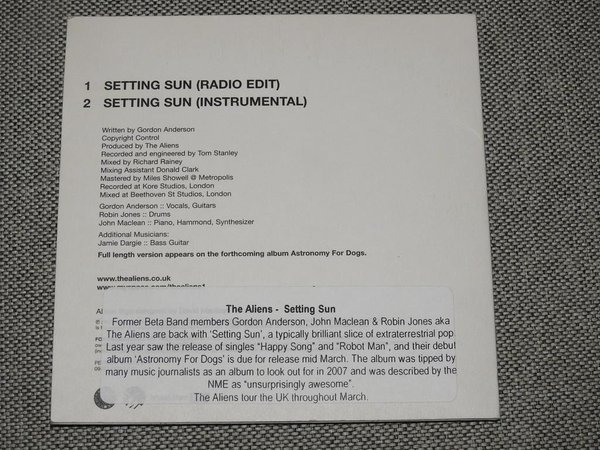 1 SETTING SUN (RADIO EDIT)
2 SETTING SUN (INSTRUMENTAL)
Written by Gordon Anderson
Copyright Control
Produced by The Aliens
Recorded and engineered by Tom Stanley
Mixed by Richard Rainey
Mixing Assistant Donald Clark
Mastered by Miles Showell @ Metropolis
Recorded at Kore Studios, London
Mixed at Beethoven St Studios, London
Gordon Anderson :: Vocals, Guitars
Robin Jones :: Drums
John Maclean :: Piano, Hammond, Synthesizer
Additional Musicians:
Jamie Dargie :: Bass Guitar
Full length version appears on the forthcoming album Astronomy For Dogs.
www.thealiens.co.uk
www.myspace.com/thealiens1
The Aliens - Setting Sun
Former Beta Band members Gordon Anderson, John Maclean & Robin Jones aka
The Aliens are back with 'Setting Sun', a typically brilliant slice of extraterrestrial pop.
Last year saw the release of singles "Happy Song" and "Robot Man", and their debut
album 'Astronomy For Dogs" is due for release mid March. The album was tipped by
many music journalists as an album to look out for in 2007 and was described by the
NME as "unsurprisingly awesome".
The Aliens tour the UK throughout March.